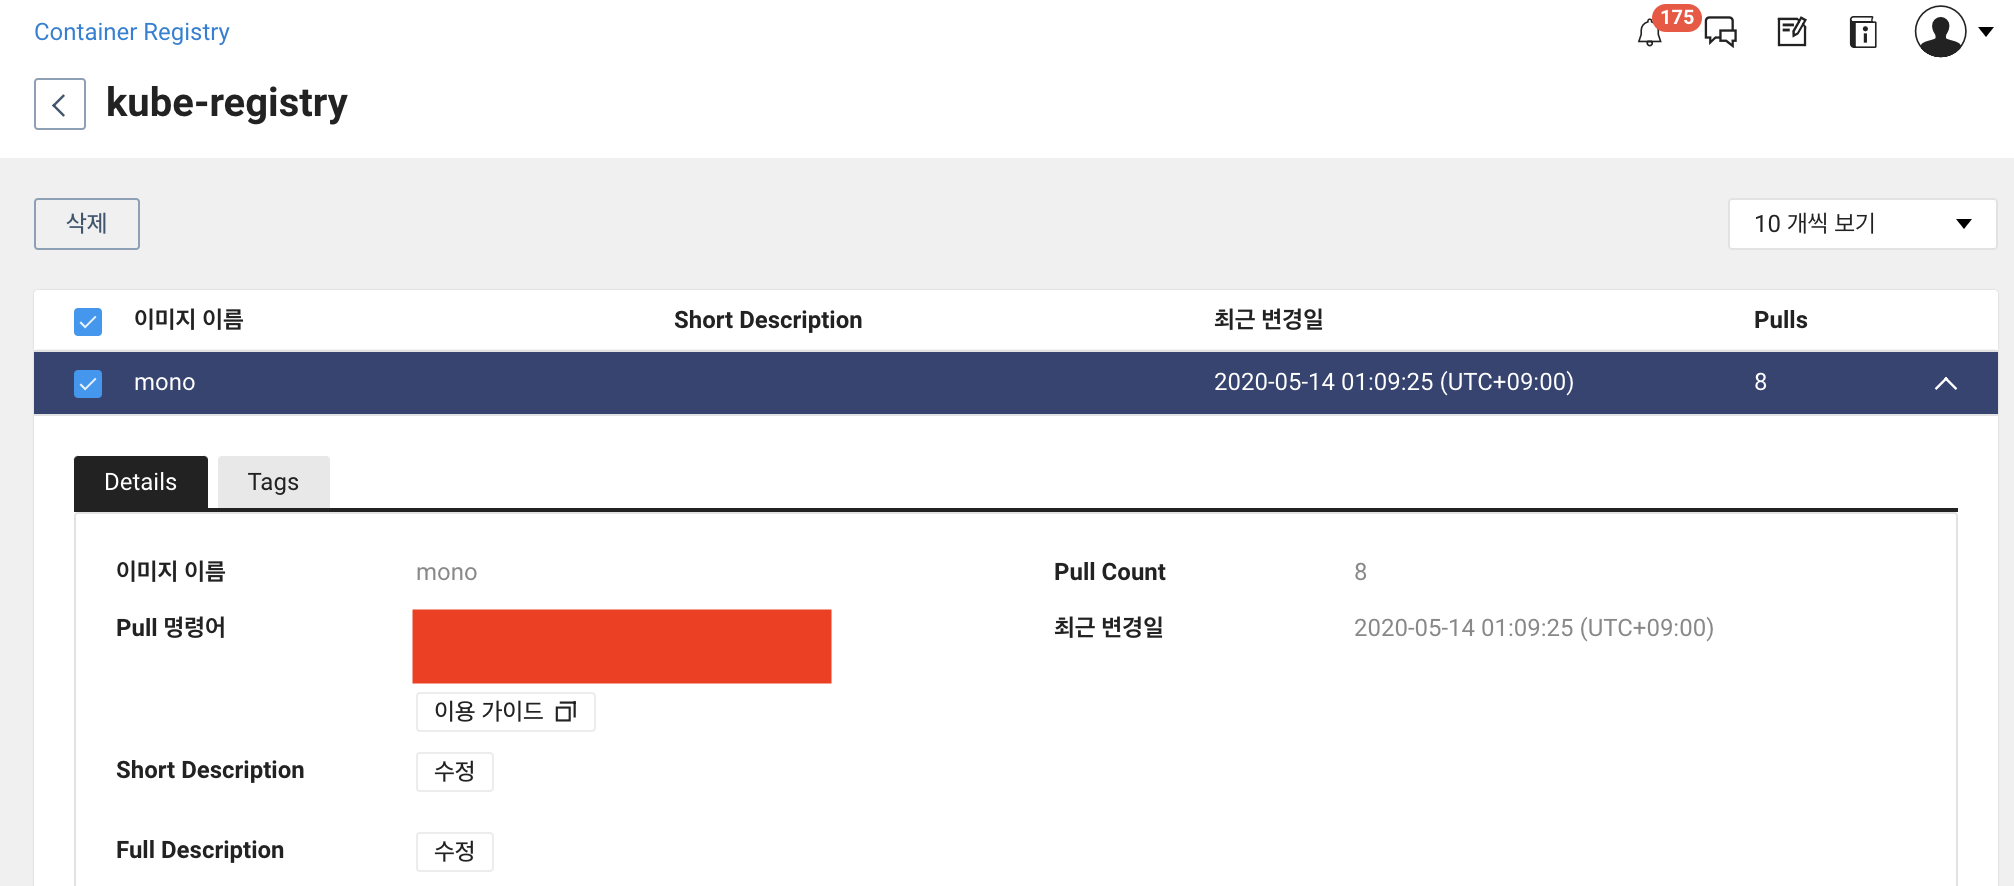 Container Registry
175
kube-registry
삭제
10 개씩 보기
이미지 이름 Short Description 최근 변경일 Pulls
mono 2020-05-14 01:09:25 (UTC+09:00) 8
Details Tags
이미지 이름 mono Pull Count 8
Pull 명령어 최근 변경일 2020-05-14 01:09:25 (UTC+09:00)
이용 가이드
Short Description 수정
Full Description 수정